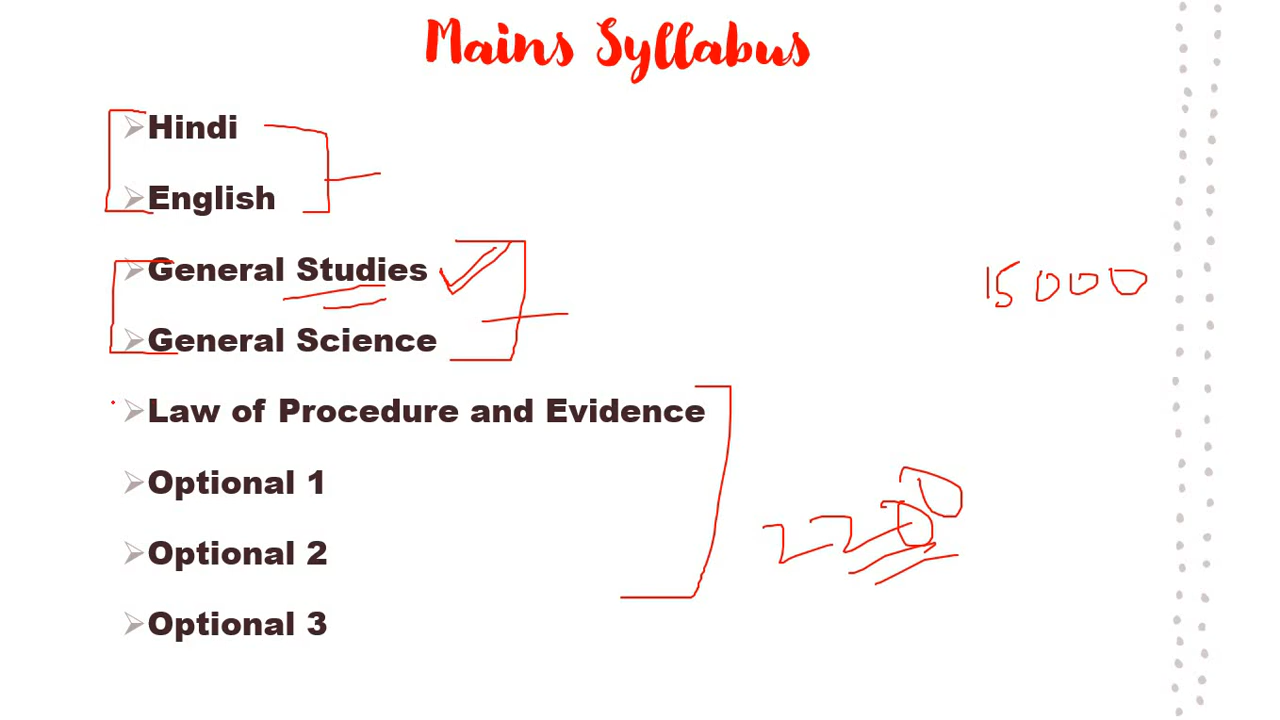 Mains Syllabus
Hindi
English
General Studies
General Science
15000
Law of Procedure and Evidence
Optional 1
Optional 2
Optional 3